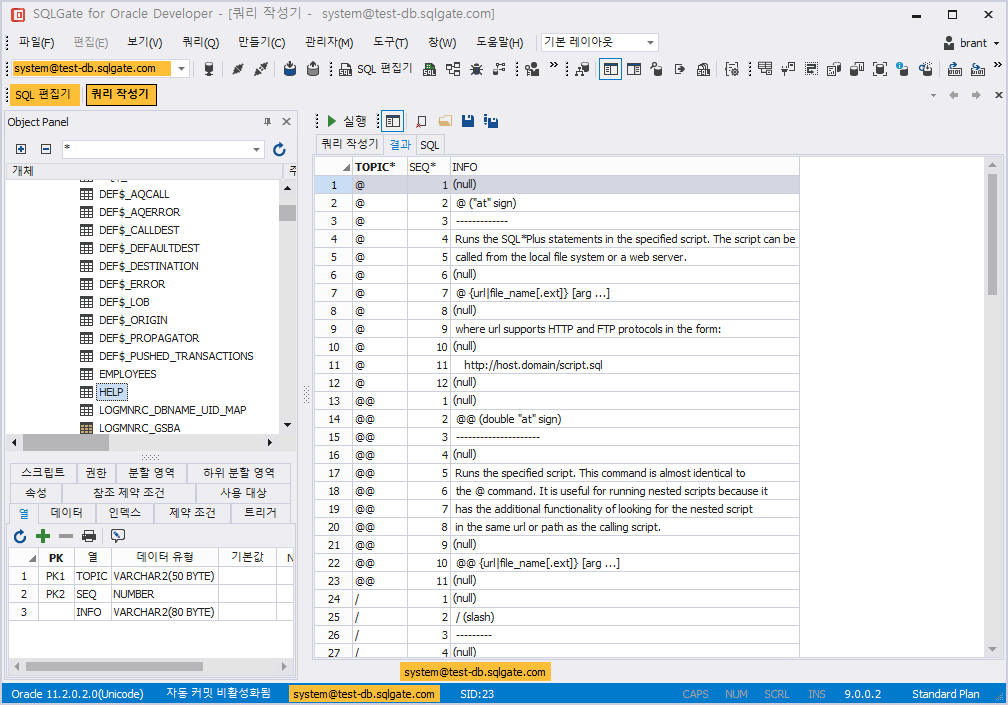 SQLGate for Oracle Developer - [쿼리 작성기 - system@test-db.sqlgate.com]
파일(F) 편집(E) 보기(V) 쿼리(Q) 만들기(C) 관리자(M) 도구(T) 창(W) 도움말(H) 기본 레이아웃 brant
system@test-db.sqlgate.com SQL 편집기
SQL 편집기 쿼리 작성기
Object Panel
*
개체
DEF$_AQCALL
DEF$_AQERROR
DEF$_CALLDEST
DEF$_DEFAULTDEST
DEF$_DESTINATION
DEF$_ERROR
DEF$_LOB
DEF$_ORIGIN
DEF$_PROPAGATOR
DEF$_PUSHED_TRANSACTIONS
EMPLOYEES
HELP
LOGMNRC_DBNAME_UID_MAP
LOGMNRC_GSBA
스크립트 권한 분할 영역 하위 분할 영역
속성 참조 제약 조건 사용 대상
열 데이터 인덱스 제약 조건 트리거
PK 열 데이터 유형 기본값 N
1 PK1 TOPIC VARCHAR2(50 BYTE)
2 PK2 SEQ NUMBER
3 INFO VARCHAR2(80 BYTE)
실행
쿼리 작성기 결과 SQL
TOPIC* SEQ* INFO
1 @ 1 (null)
2 @ 2 @ ("at" sign)
3 @ 3 -------------
4 @ 4 Runs the SQL*Plus statements in the specified script. The script can be
5 @ 5 called from the local file system or a web server.
6 @ 6 (null)
7 @ 7 @ {url|file_name[.ext]} [arg ...]
8 @ 8 (null)
9 @ 9 where url supports HTTP and FTP protocols in the form:
10 @ 10 (null)
11 @ 11 http://host.domain/script.sql
12 @ 12 (null)
13 @@ 1 (null)
14 @@ 2 @@ (double "at" sign)
15 @@ 3 ---------------------
16 @@ 4 (null)
17 @@ 5 Runs the specified script. This command is almost identical to
18 @@ 6 the @ command. It is useful for running nested scripts because it
19 @@ 7 has the additional functionality of looking for the nested script
20 @@ 8 in the same url or path as the calling script.
21 @@ 9 (null)
22 @@ 10 @@ {url|file_name[.ext]} [arg ...]
23 @@ 11 (null)
24 / 1 (null)
25 / 2 / (slash)
26 / 3 ---------
27 / 4 (null)
system@test-db.sqlgate.com
Oracle 11.2.0.2.0(Unicode) 자동 커밋 비활성화됨 system@test-db.sqlgate.com SID:23 CAPS NUM SCRL INS 9.0.0.2 Standard Plan